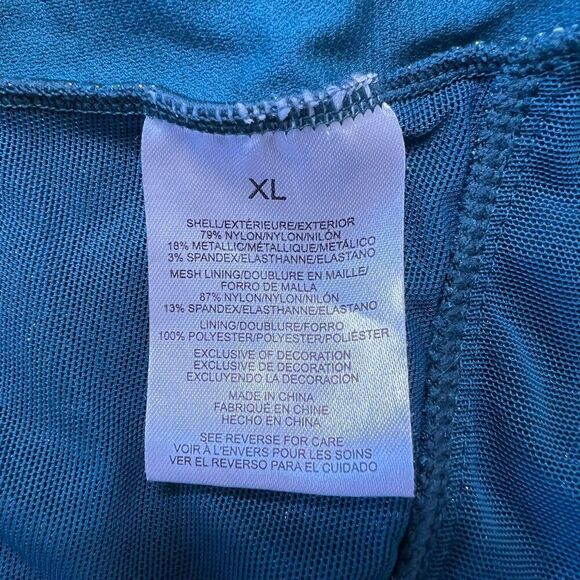 XL
SHELL/EXTÉRIEURE/EXTERIOR
79% NYLON/NYLON/NILÓN
18% METALLIC/MÉTALLIQUE/METÁLICO
3% SPANDEX/ELASTHANNE/ELASTANO
MESH LINING/DOUBLURE EN MAILLE/
FORRO DE MALLA
87% NYLON/NYLON/NILÓN
13% SPANDEX/ELASTHANNE/ELASTANO
LINING/DOUBLURE/FORRO
100% POLYESTER/POLYESTER/POLIÉSTER
EXCLUSIVE OF DECORATION
EXCLUSIVE DE DECORATION
EXCLUYENDO LA DECORACION
MADE IN CHINA
FABRIQUÉ EN CHINE
HECHO EN CHINA
SEE REVERSE FOR CARE
VOIR À L'ENVERS POUR LES SOINS
VER EL REVERSO PARA EL CUIDADO